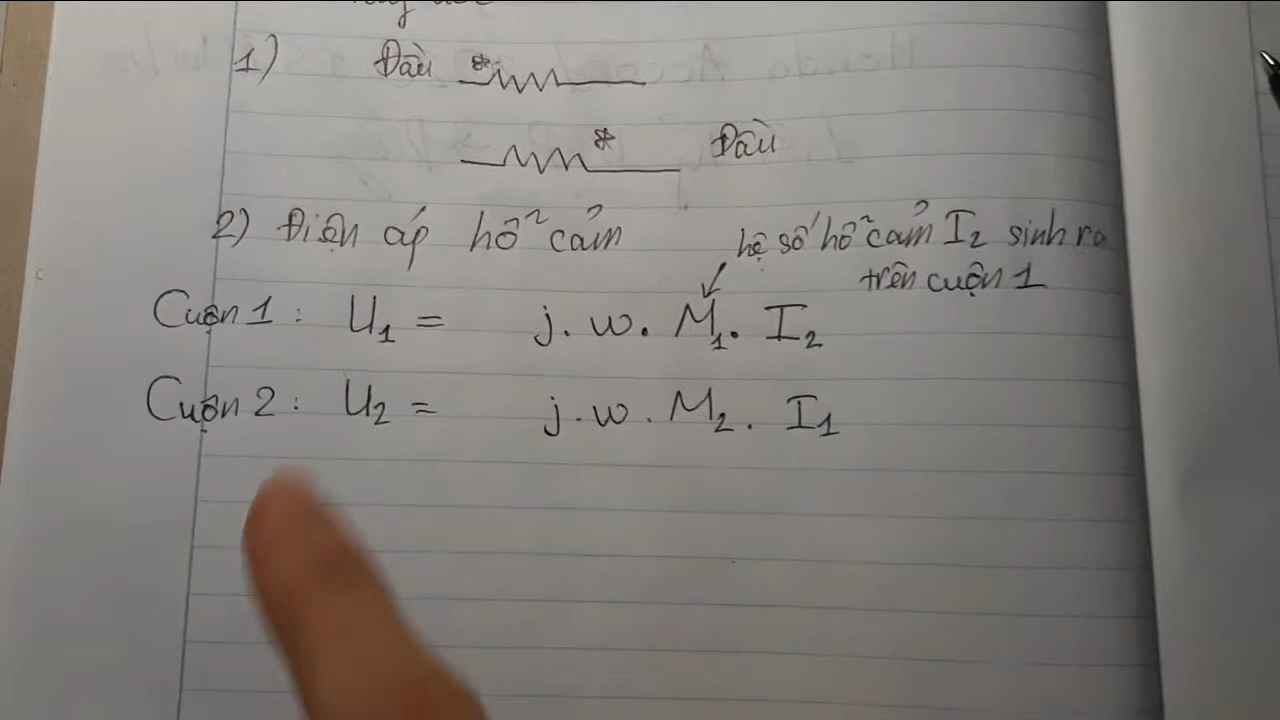 1) Đầu *
* Đầu
2) Điện áp hỗ cảm
hệ số hỗ cảm I₂ sinh ra
trên cuộn 1
Cuộn 1 : U₁ = j. w. M₁. I₂
Cuộn 2 : U₂ = j. w. M₂. I₁